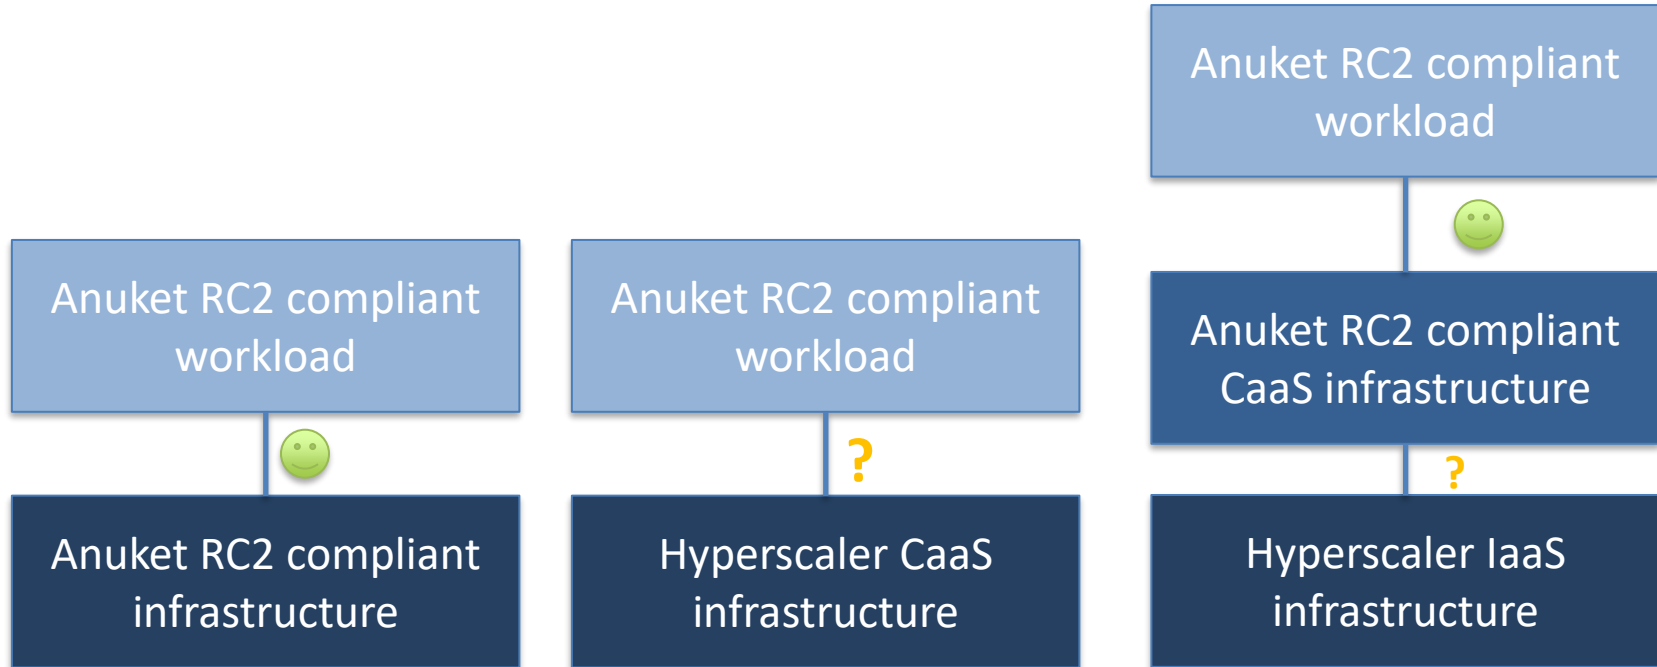 Anuket RC2 compliant
workload
Anuket RC2 compliant
infrastructure
?
Anuket RC2 compliant
workload
?
Hyperscaler CaaS
infrastructure
Anuket RC2 compliant
workload
Anuket RC2 compliant
CaaS infrastructure
?
Hyperscaler IaaS
infrastructure